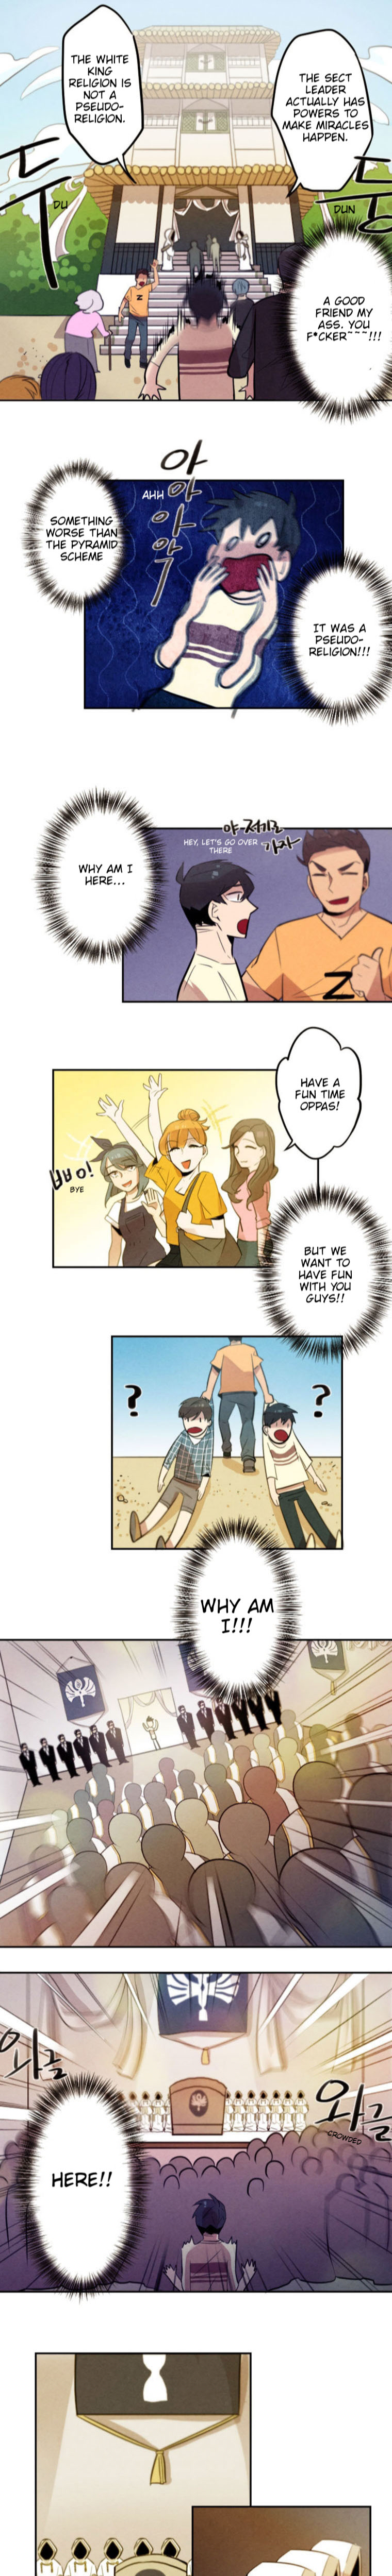 THE WHITE
KING
RELIGION IS
NOT A
PSEUDO-
RELIGION.
THE SECT
LEADER
ACTUALLY HAS
POWERS TO
MAKE MIRACLES
HAPPEN.
두
DU
둥
DUN
A GOOD
FRIEND MY
ASS. YOU
F*CKER~~~!!!
Z
아
아
아
악
AHH
SOMETHING
WORSE THAN
THE PYRAMID
SCHEME
IT WAS A
PSEUDO-
RELIGION!!!
야 저기로
가자
HEY, LET'S GO OVER
THERE
WHY AM I
HERE...
Z
HAVE A
FUN TIME
OPPAS!
빠이!
BYE
BUT WE
WANT TO
HAVE FUN
WITH YOU
GUYS!!
?
?
WHY AM
I!!!
와글
와글
CROWDED
HERE!!